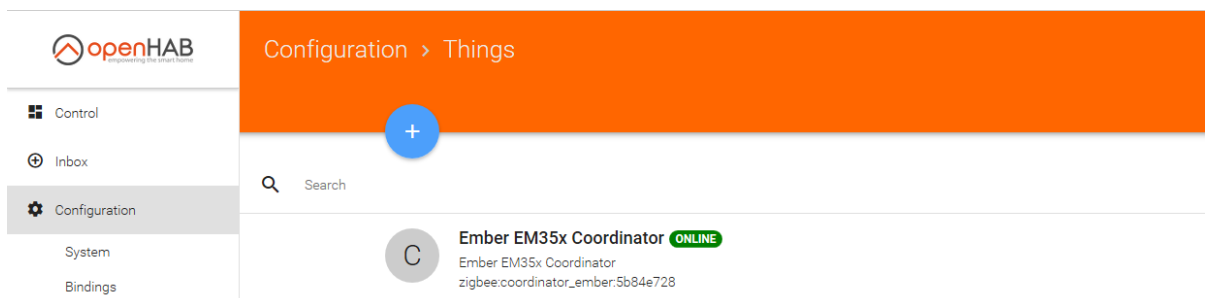 openHAB
empowering the smart home
Configuration > Things
Control
+
Inbox
Search
Configuration
System
Bindings
C
Ember EM35x Coordinator ONLINE
Ember EM35x Coordinator
zigbee:coordinator_ember:5b84e728